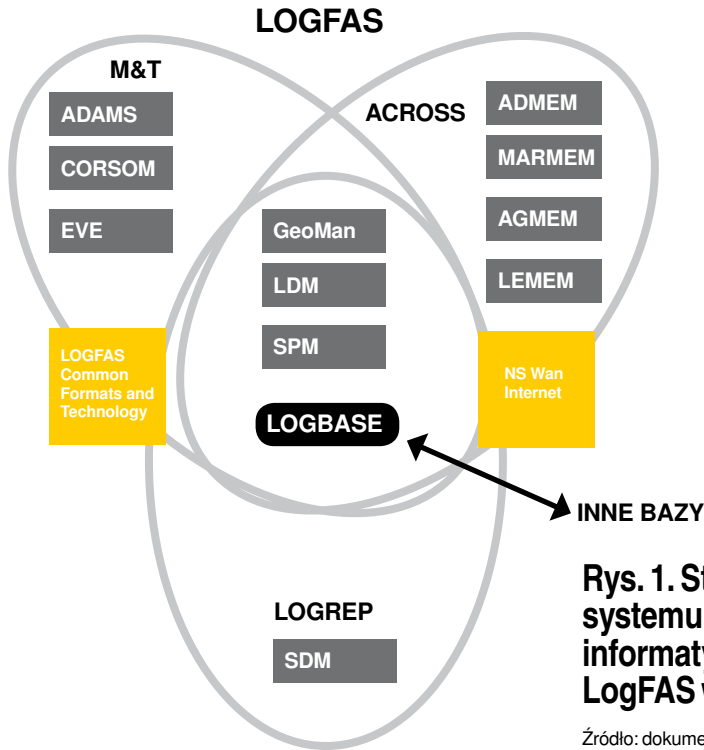 LOGFAS
M&T
ADAMS
CORSOM
EVE
ACROSS
ADMEM
MARMEM
AGMEM
LEMEM
GeoMan
LDM
SPM
LOGBASE
LOGFAS
Common
Formats and
Technology
NS Wan
Internet
INNE BAZY
LOGREP
SDM
Rys. 1. St
systemu
informaty
LogFAS
Źródło: dokume